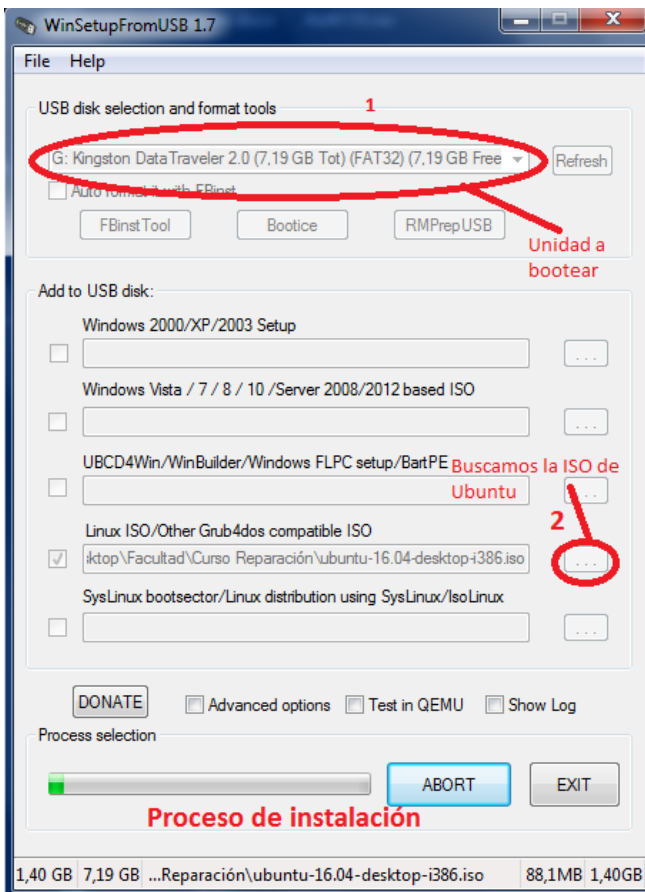 WinSetupFromUSB 1.7
File Help
USB disk selection and format tools
1
G: Kingston DataTraveler 2.0 (7,19 GB Tot) (FAT32) (7,19 GB Free
Refresh
Auto format it with FBinst
FBinstTool
Bootice
RMPrepUSB
Unidad a
bootear
Add to USB disk:
Windows 2000/XP/2003 Setup
...
Windows Vista / 7 / 8 / 10 /Server 2008/2012 based ISO
...
UBCD4Win/WinBuilder/Windows FLPC setup/BartPE
Buscamos la ISO de
Ubuntu
...
2
Linux ISO/Other Grub4dos compatible ISO
ktop\Facultad\Curso Reparación\ubuntu-16.04-desktop-i386.iso
...
SysLinux bootsector/Linux distribution using SysLinux/IsoLinux
...
DONATE
Advanced options
Test in QEMU
Show Log
Process selection
ABORT
EXIT
Proceso de instalación
1,40 GB 7,19 GB ...Reparación\ubuntu-16.04-desktop-i386.iso 88,1MB 1,40GB